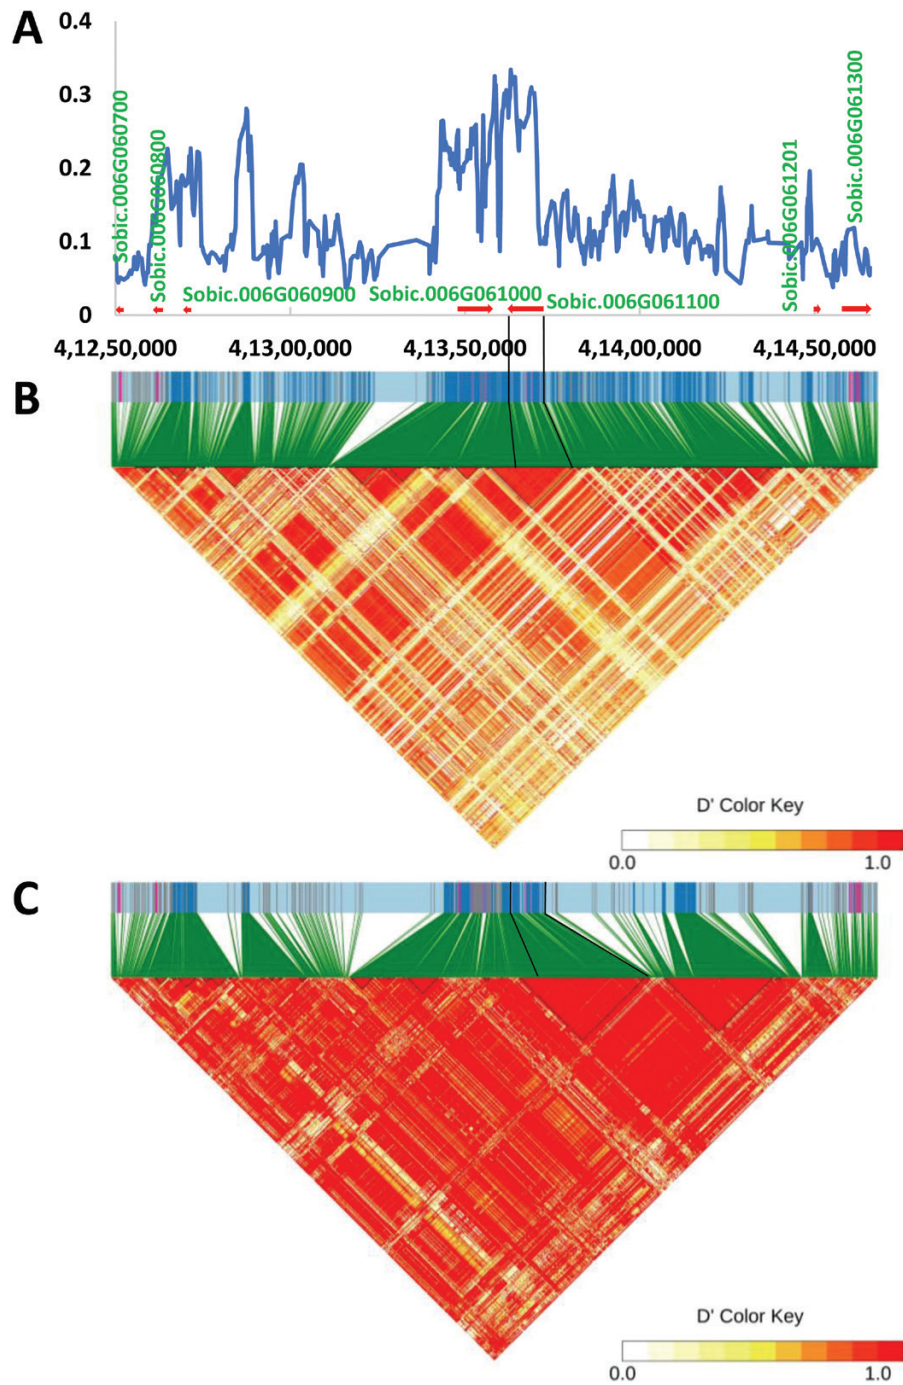 A
0.4
0.3
0.2
0.1
0
Sobic.006G060700
Sobic.006G060800
Sobic.006G060900
Sobic.006G061000
Sobic.006G061100
Sobic.006G061201
Sobic.006G061300
4,12,50,000 4,13,00,000 4,13,50,000 4,14,00,000 4,14,50,000
B
D' Color Key
0.0 1.0
C
D' Color Key
0.0 1.0